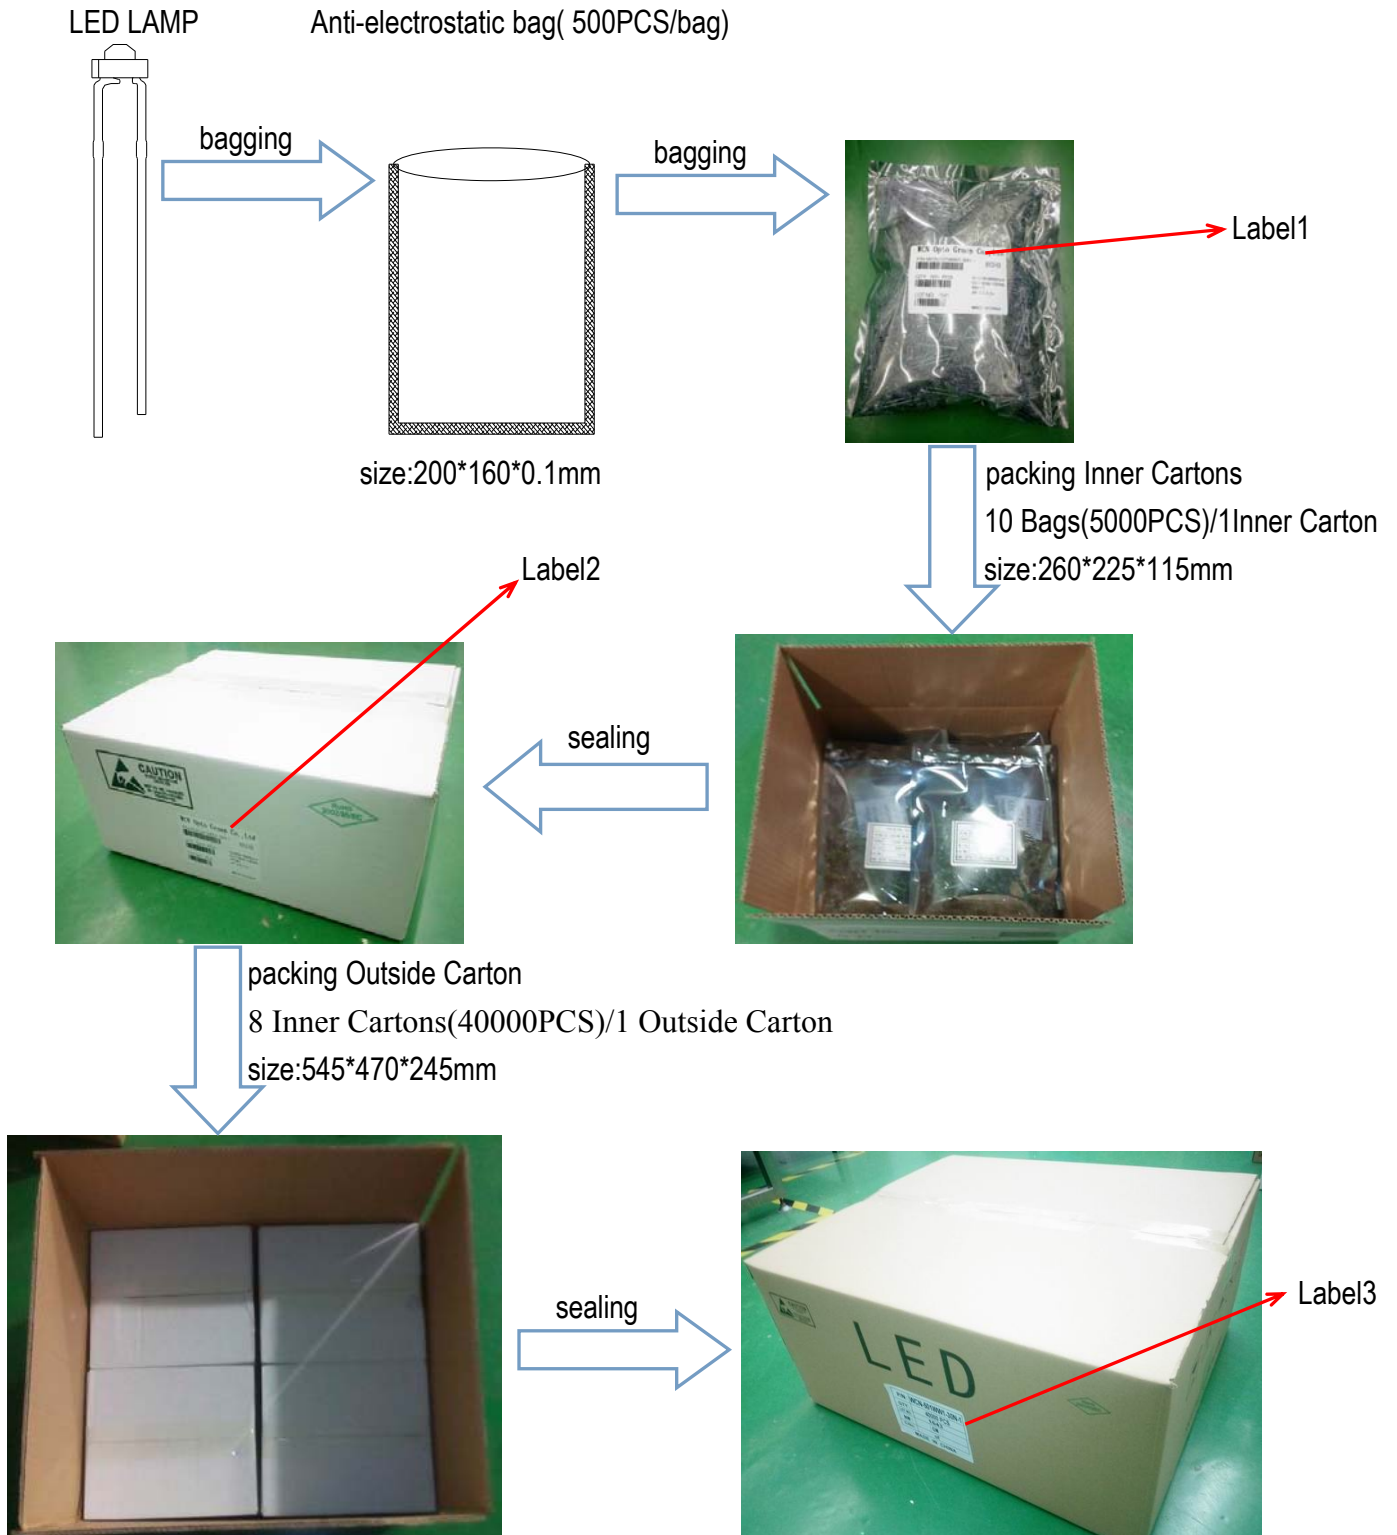 LED LAMP
Anti-electrostatic bag( 500PCS/bag)
bagging
bagging
Label1
size:200*160*0.1mm
packing Inner Cartons
10 Bags(5000PCS)/1Inner Carton
size:260*225*115mm
Label2
sealing
CAUTION
packing Outside Carton
8 Inner Cartons(40000PCS)/1 Outside Carton
size:545*470*245mm
sealing
Label3
LED